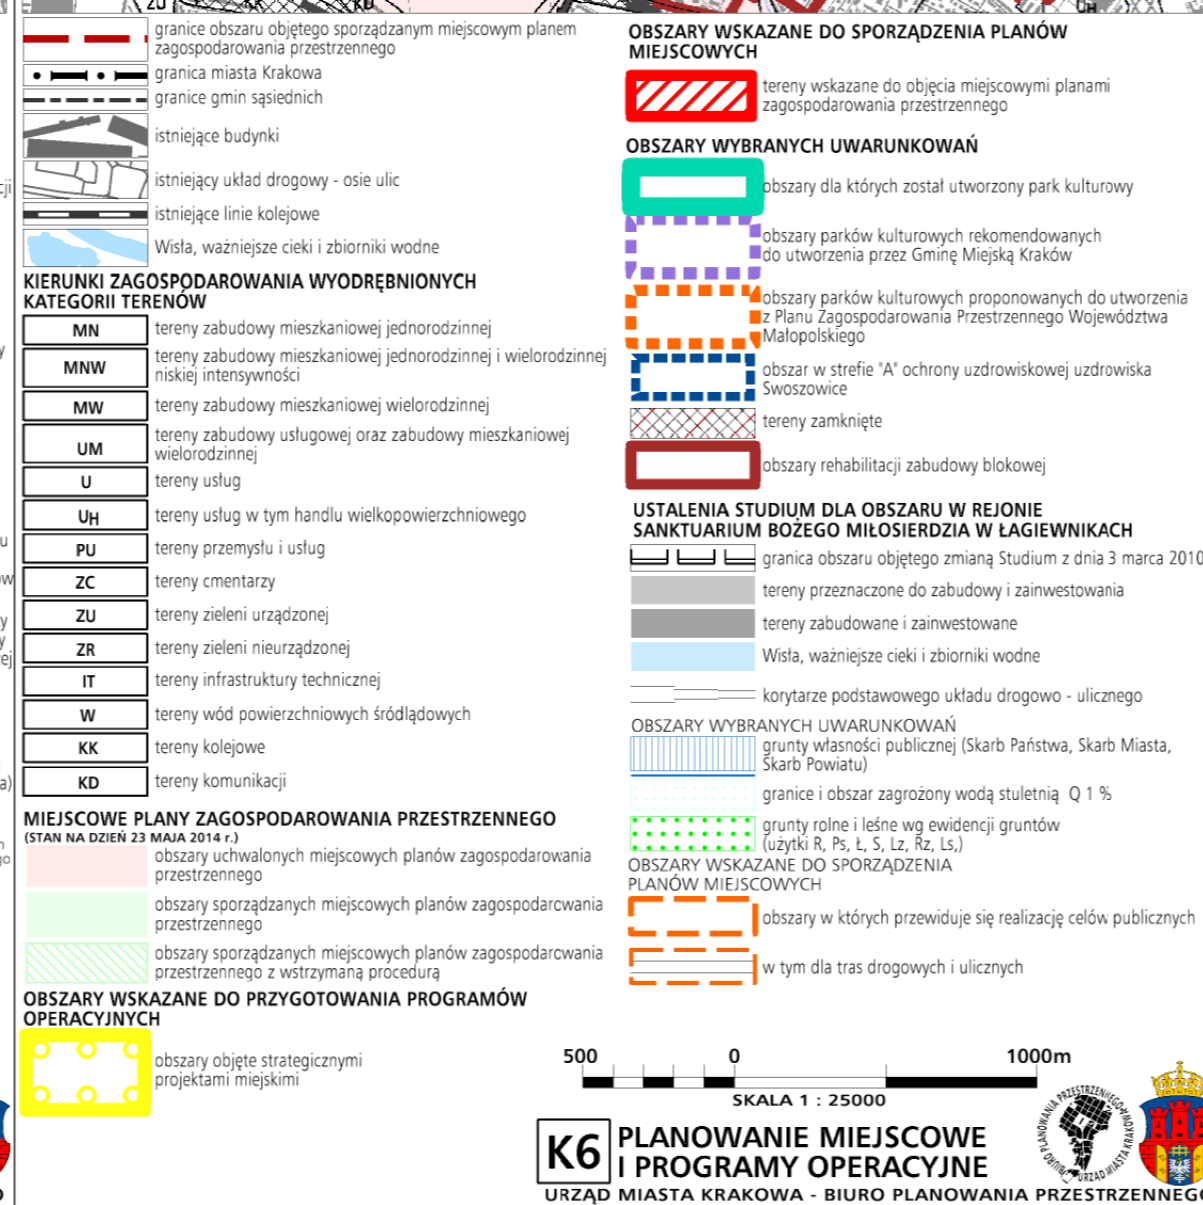 ZU KK KD UH
granice obszaru objętego sporządzanym miejscowym planem
zagospodarowania przestrzennego
granica miasta Krakowa
granice gmin sąsiednich
istniejące budynki
istniejący układ drogowy - osie ulic
istniejące linie kolejowe
Wisła, ważniejsze cieki i zbiorniki wodne
KIERUNKI ZAGOSPODAROWANIA WYODRĘBNIONYCH
KATEGORII TERENÓW
MN tereny zabudowy mieszkaniowej jednorodzinnej
MNW tereny zabudowy mieszkaniowej jednorodzinnej i wielorodzinnej
niskiej intensywności
MW tereny zabudowy mieszkaniowej wielorodzinnej
UM tereny zabudowy usługowej oraz zabudowy mieszkaniowej
wielorodzinnej
U tereny usług
UH tereny usług w tym handlu wielkopowierzchniowego
PU tereny przemysłu i usług
ZC tereny cmentarzy
ZU tereny zieleni urządzonej
ZR tereny zieleni nieurządzonej
IT tereny infrastruktury technicznej
W tereny wód powierzchniowych śródlądowych
KK tereny kolejowe
KD tereny komunikacji
MIEJSCOWE PLANY ZAGOSPODAROWANIA PRZESTRZENNEGO
(STAN NA DZIEŃ 23 MAJA 2014 r.)
obszary uchwalonych miejscowych planów zagospodarowania
przestrzennego
obszary sporządzanych miejscowych planów zagospodarowania
przestrzennego
obszary sporządzanych miejscowych planów zagospodarowania
przestrzennego z wstrzymaną procedurą
OBSZARY WSKAZANE DO PRZYGOTOWANIA PROGRAMÓW
OPERACYJNYCH
obszary objęte strategicznymi
projektami miejskimi
OBSZARY WSKAZANE DO SPORZĄDZENIA PLANÓW
MIEJSCOWYCH
tereny wskazane do objęcia miejscowymi planami
zagospodarowania przestrzennego
OBSZARY WYBRANYCH UWARUNKOWAŃ
obszary dla których został utworzony park kulturowy
obszary parków kulturowych rekomendowanych
do utworzenia przez Gminę Miejską Kraków
obszary parków kulturowych proponowanych do utworzenia
z Planu Zagospodarowania Przestrzennego Województwa
Małopolskiego
obszar w strefie "A" ochrony uzdrowiskowej uzdrowiska
Swoszowice
tereny zamknięte
obszary rehabilitacji zabudowy blokowej
USTALENIA STUDIUM DLA OBSZARU W REJONIE
SANKTUARIUM BOŻEGO MIŁOSIERDZIA W ŁAGIEWNIKACH
granica obszaru objętego zmianą Studium z dnia 3 marca 2010
tereny przeznaczone do zabudowy i zainwestowania
tereny zabudowane i zainwestowane
Wisła, ważniejsze cieki i zbiorniki wodne
korytarze podstawowego układu drogowo - ulicznego
OBSZARY WYBRANYCH UWARUNKOWAŃ
grunty własności publicznej (Skarb Państwa, Skarb Miasta,
Skarb Powiatu)
granice i obszar zagrożony wodą stuletnią Q 1 %
grunty rolne i leśne wg ewidencji gruntów
(użytki R, Ps, Ł, S, Lz, Rz, Ls,)
OBSZARY WSKAZANE DO SPORZĄDZENIA
PLANÓW MIEJSCOWYCH
obszary w których przewiduje się realizację celów publicznych
w tym dla tras drogowych i ulicznych
500 0 1000m
SKALA 1 : 25000
K6 PLANOWANIE MIEJSCOWE
I PROGRAMY OPERACYJNE
BIURO PLANOWANIA PRZESTRZENNEGO URZĄD MIASTA KRAKOWA
URZĄD MIASTA KRAKOWA - BIURO PLANOWANIA PRZESTRZENNEGO